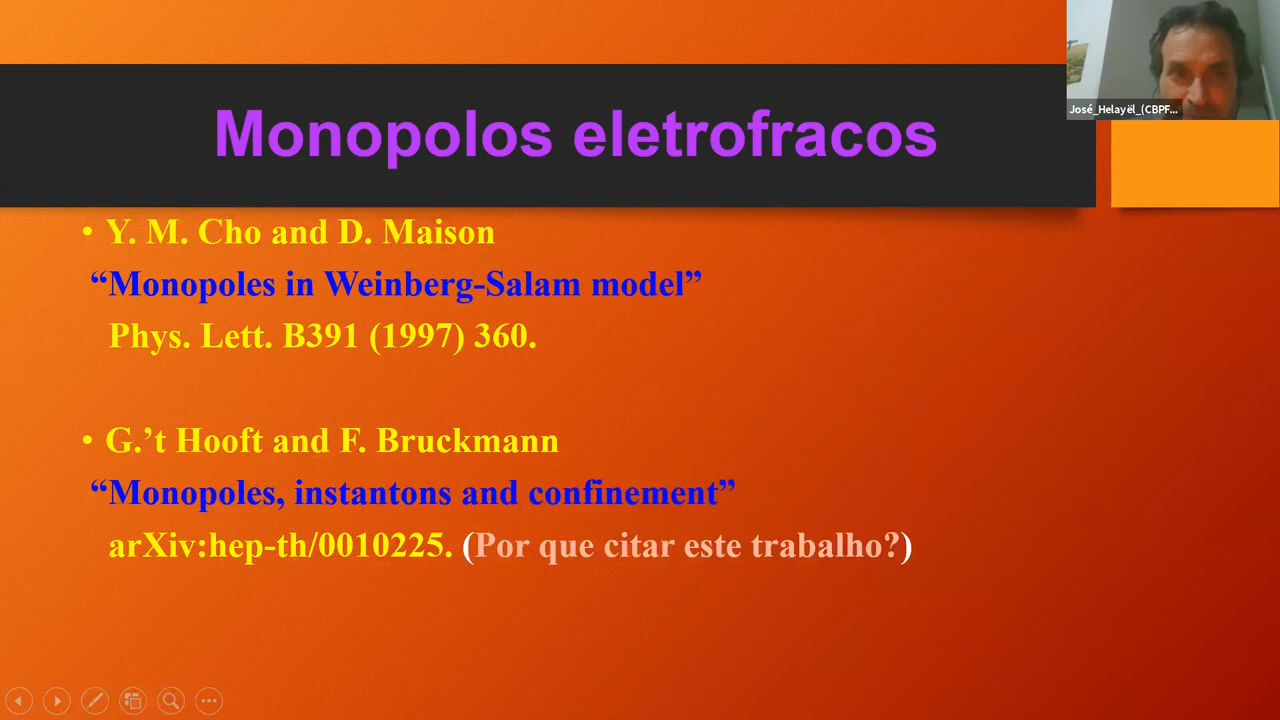 José_Helayël_(CBPF...
Monopolos eletrofracos
• Y. M. Cho and D. Maison
“Monopoles in Weinberg-Salam model”
Phys. Lett. B391 (1997) 360.
• G.’t Hooft and F. Bruckmann
“Monopoles, instantons and confinement”
arXiv:hep-th/0010225. (Por que citar este trabalho?)